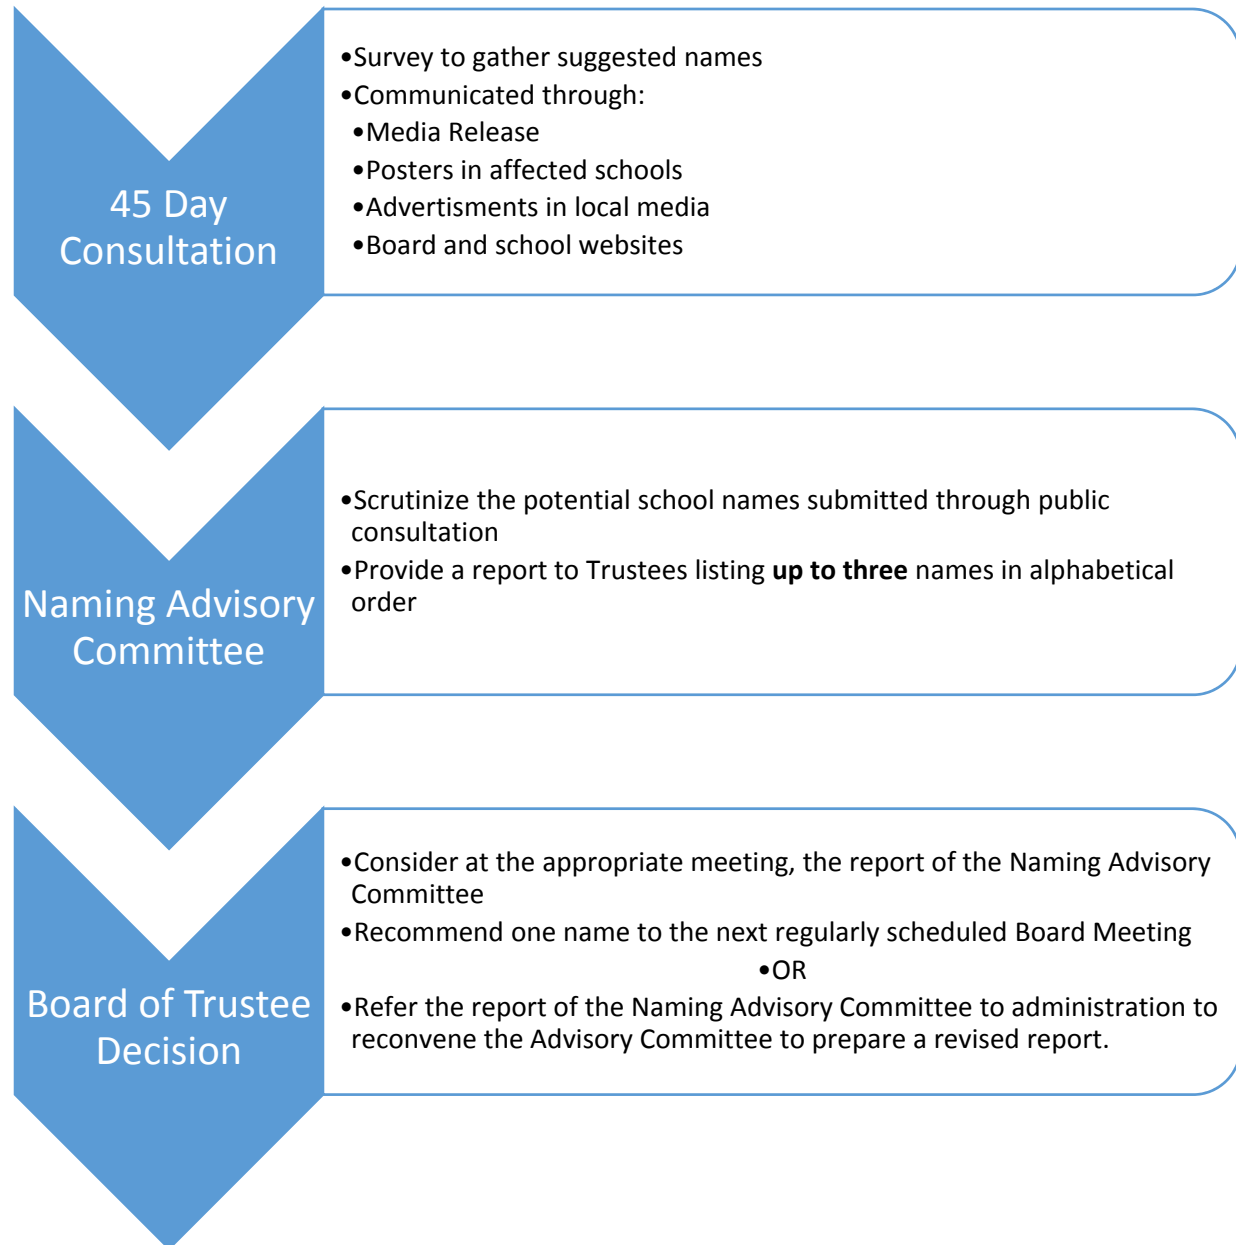 45 Day
Consultation
•Survey to gather suggested names
•Communicated through:
•Media Release
•Posters in affected schools
•Advertisments in local media
•Board and school websites
Naming Advisory
Committee
•Scrutinize the potential school names submitted through public
consultation
•Provide a report to Trustees listing up to three names in alphabetical
order
Board of Trustee
Decision
•Consider at the appropriate meeting, the report of the Naming Advisory
Committee
•Recommend one name to the next regularly scheduled Board Meeting
•OR
•Refer the report of the Naming Advisory Committee to administration to
reconvene the Advisory Committee to prepare a revised report.